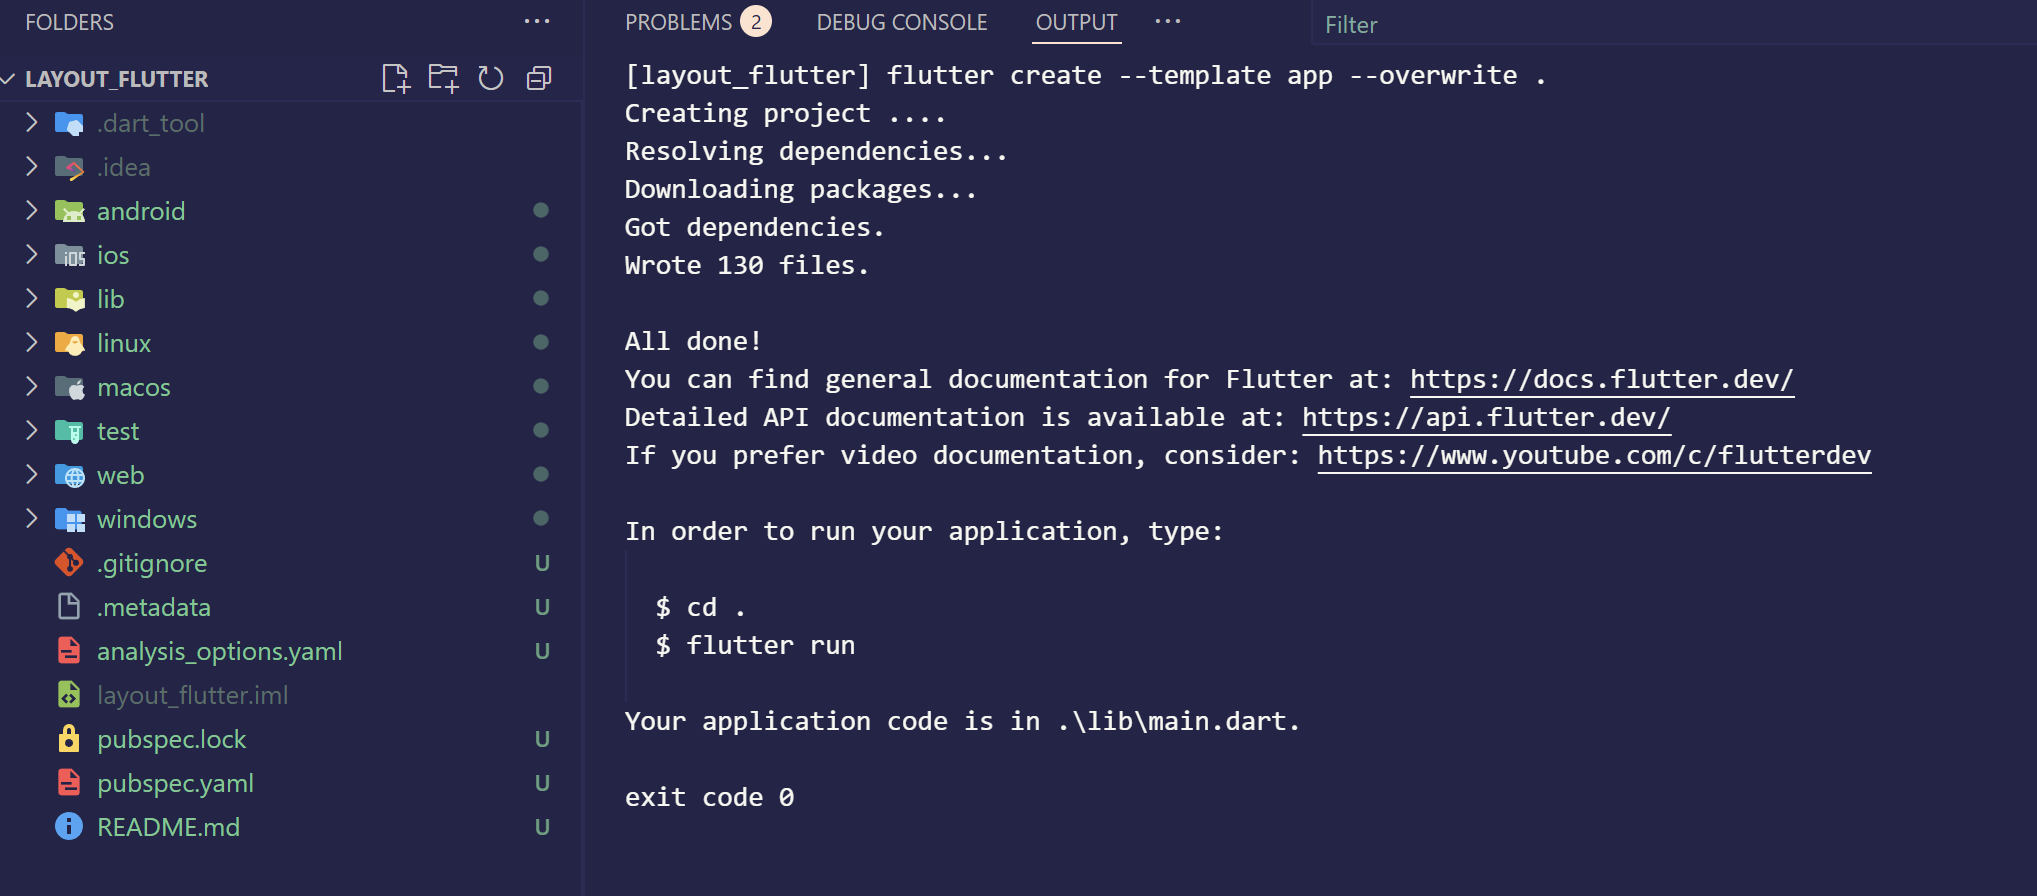 FOLDERS
LAYOUT_FLUTTER
.dart_tool
.idea
android
ios
lib
linux
macos
test
web
windows
.gitignore U
.metadata U
analysis_options.yaml U
layout_flutter.iml
pubspec.lock U
pubspec.yaml U
README.md U
PROBLEMS 2 DEBUG CONSOLE OUTPUT ··· Filter
[layout_flutter] flutter create --template app --overwrite .
Creating project ....
Resolving dependencies...
Downloading packages...
Got dependencies.
Wrote 130 files.
All done!
You can find general documentation for Flutter at: https://docs.flutter.dev/
Detailed API documentation is available at: https://api.flutter.dev/
If you prefer video documentation, consider: https://www.youtube.com/c/flutterdev
In order to run your application, type:
$ cd .
$ flutter run
Your application code is in .\lib\main.dart.
exit code 0